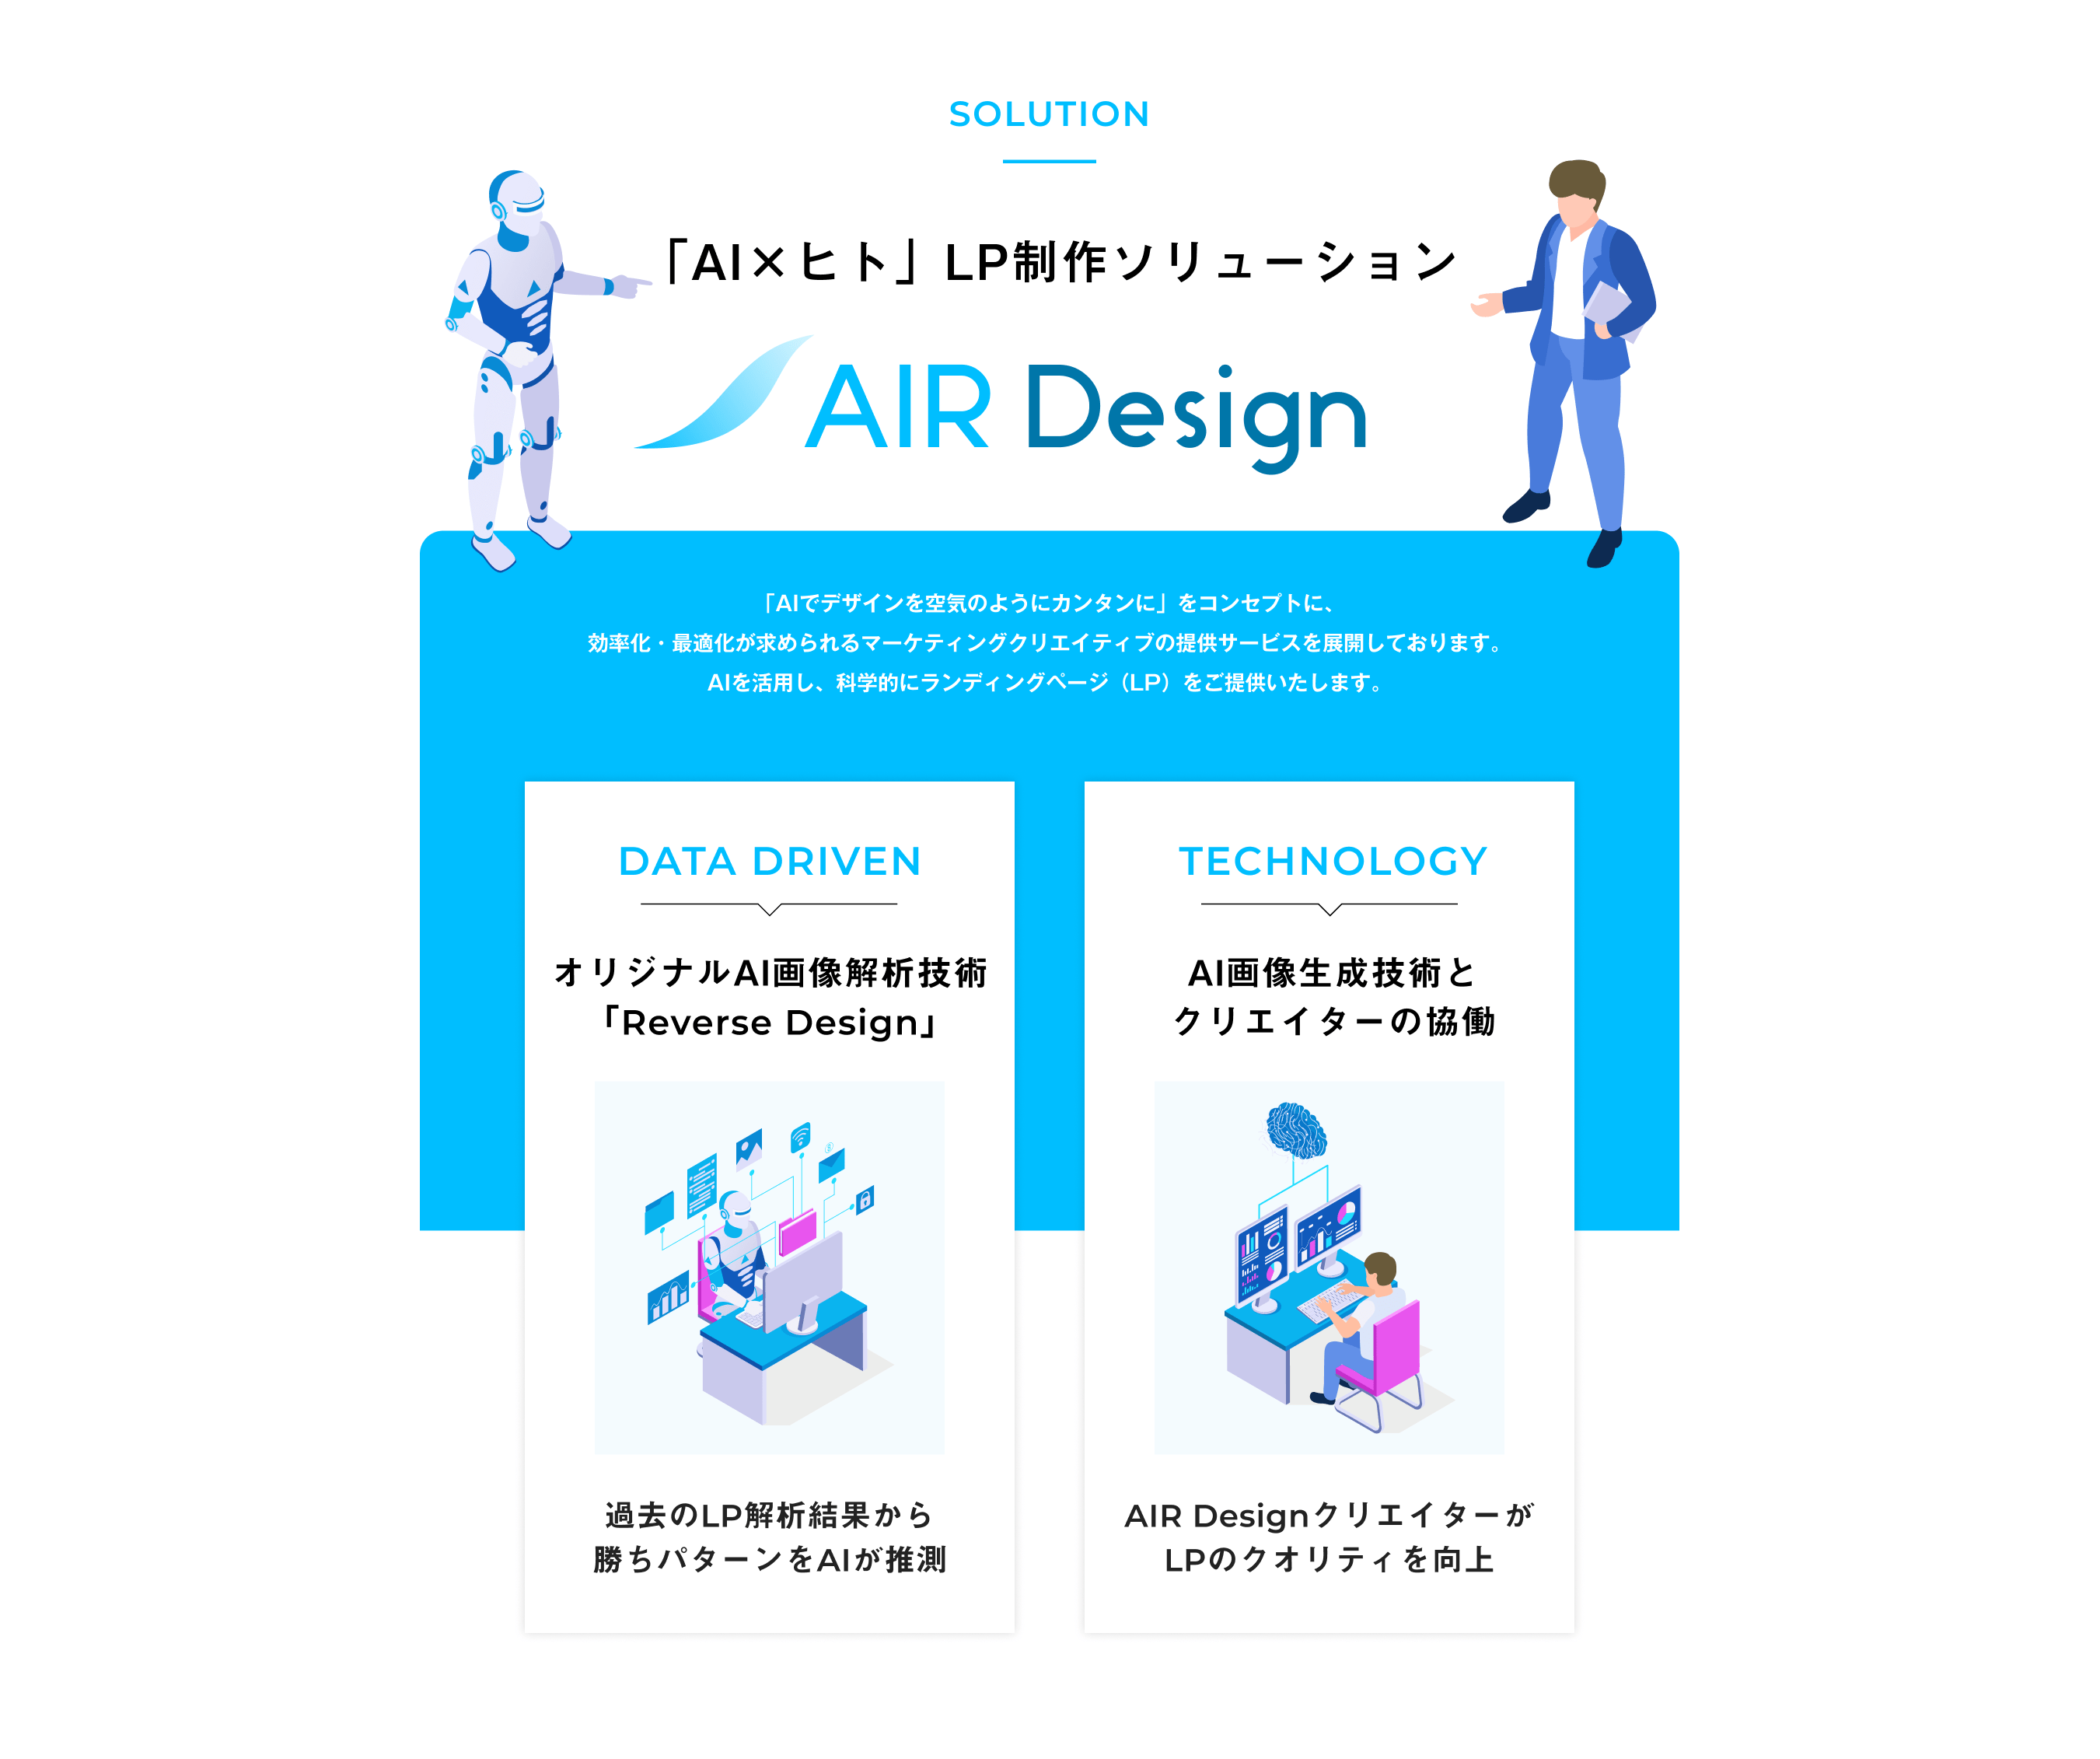 SOLUTION
「AI×ヒト」LP制作ソリューション
AIR Design
「AIでデザインを空気のようにカンタンに」をコンセプトに、
効率化・最適化が求められるマーケティングクリエイティブの提供サービスを展開しております。
AIを活用し、科学的にランディングページ（LP）をご提供いたします。
DATA DRIVEN
オリジナルAI画像解析技術
「Reverse Design」
過去のLP解析結果から
勝ちパターンをAIが推測
TECHNOLOGY
AI画像生成技術と
クリエイターの協働
AIR Designクリエイターが
LPのクオリティを向上